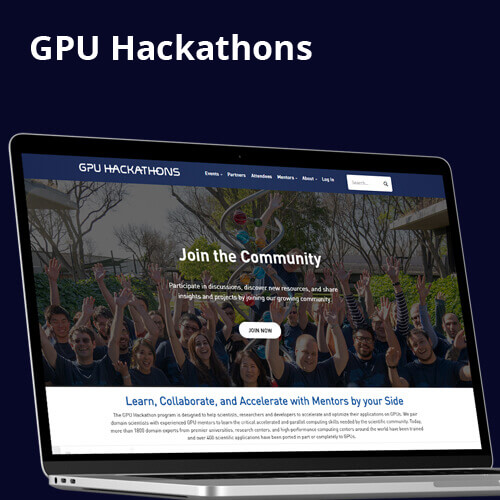 GPU Hackathons
GPU HACKATHONS
Events Partners Attendees Mentors About Log In Search...
Join the Community
Participate in discussions, discover new resources, and share
insights and projects by joining our growing community.
JOIN NOW
Learn, Collaborate, and Accelerate with Mentors by your Side
The GPU Hackathon program is designed to help scientists, researchers and developers to accelerate and optimize their applications on GPUs. We pair
domain scientists with experienced GPU mentors to learn the critical accelerated and parallel computing skills needed by the scientific community. Today,
more than 1800 domain experts from premier universities, research centers, and high performance computing centers around the world have been trained
and over 400 scientific applications have been ported in part or completely to GPUs.